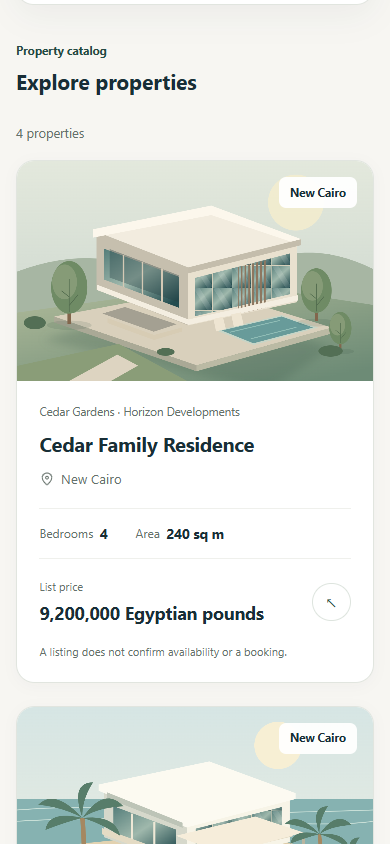 Property catalog
Explore properties
4 properties
New Cairo
Cedar Gardens · Horizon Developments
Cedar Family Residence
New Cairo
Bedrooms 4 Area 240 sq m
List price
9,200,000 Egyptian pounds
A listing does not confirm availability or a booking.
New Cairo